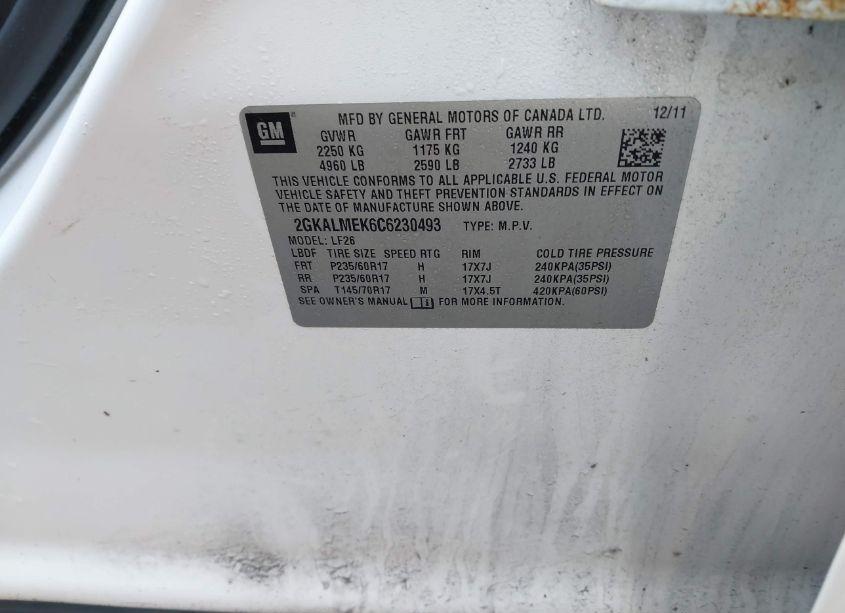 GM
MFD BY GENERAL MOTORS OF CANADA LTD. 12/11
GVWR GAWR FRT GAWR RR
2250 KG 1175 KG 1240 KG
4960 LB 2590 LB 2733 LB
THIS VEHICLE CONFORMS TO ALL APPLICABLE U.S. FEDERAL MOTOR
VEHICLE SAFETY AND THEFT PREVENTION STANDARDS IN EFFECT ON
THE DATE OF MANUFACTURE SHOWN ABOVE.
2GKALMEK6C6230493 TYPE: M.P.V.
MODEL: LF26
LBDF TIRE SIZE SPEED RTG RIM COLD TIRE PRESSURE
FRT P235/60R17 H 17X7J 240KPA(35PSI)
RR P235/60R17 H 17X7J 240KPA(35PSI)
SPA T145/70R17 M 17X4.5T 420KPA(60PSI)
SEE OWNER'S MANUAL FOR MORE INFORMATION.